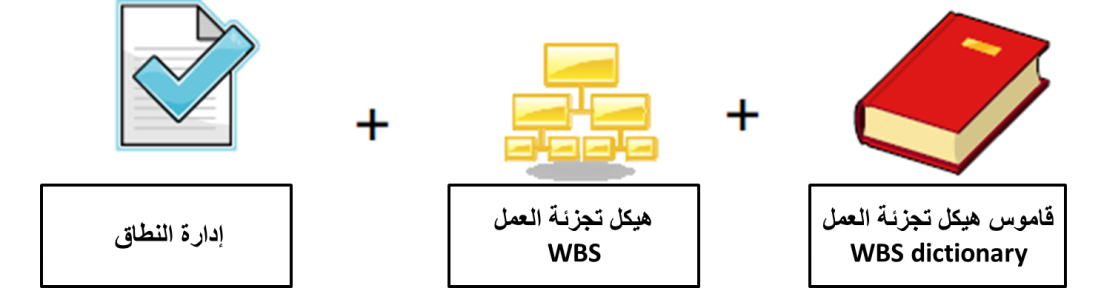 قاموس هيكل تجزئة العمل
WBS dictionary
+
هيكل تجزئة العمل
WBS
+
إدارة النطاق